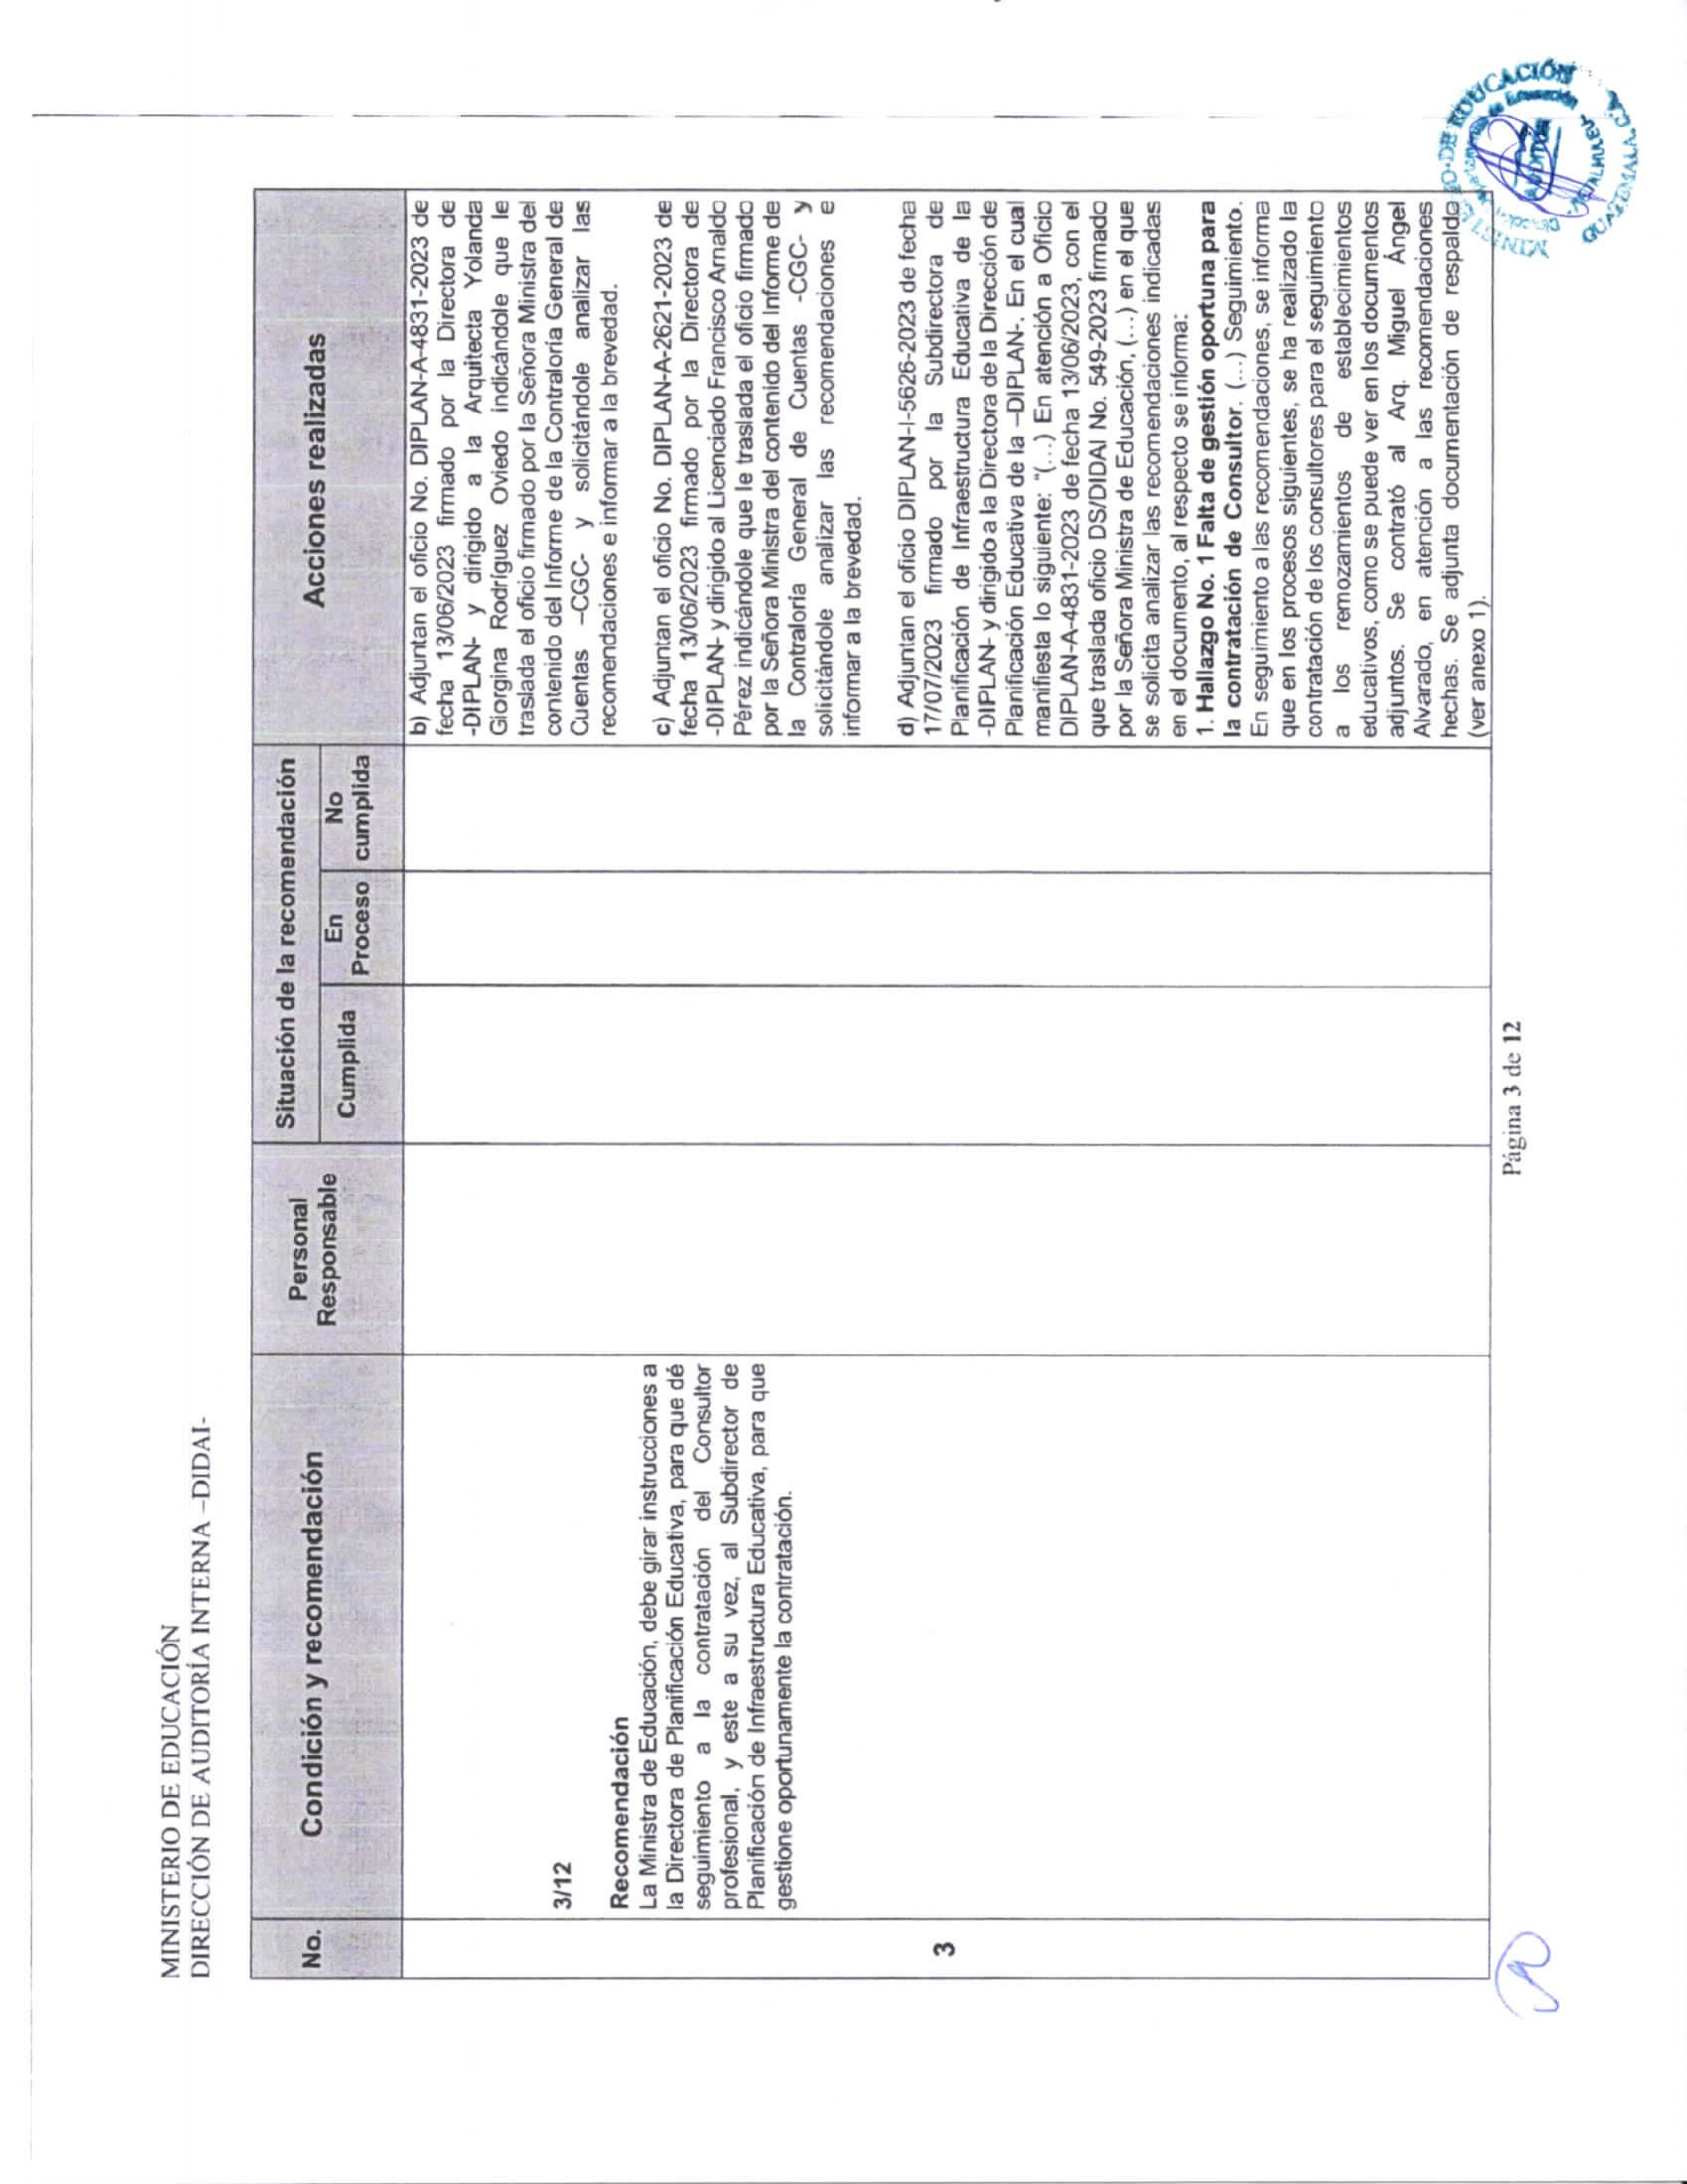 MINISTERIO DE EDUCACIÓN
DIRECCIÓN DE AUDITORÍA INTERNA –DIDAI-
No.
Condición y recomendación
Personal
Responsable
Situación de la recomendación
Cumplida
En
Proceso
No
cumplida
Acciones realizadas
3
3/12
Recomendación
La Ministra de Educación, debe girar instrucciones a
la Directora de Planificación Educativa, para que dé
seguimiento a la contratación del Consultor
profesional, y este a su vez, al Subdirector de
Planificación de Infraestructura Educativa, para que
gestione oportunamente la contratación.
b) Adjuntan el oficio No. DIPLAN-A-4831-2023 de
fecha 13/06/2023 firmado por la Directora de
-DIPLAN- y dirigido a la Arquitecta Yolanda
Giorgina Rodríguez Oviedo indicándole que le
traslada el oficio firmado por la Señora Ministra del
contenido del Informe de la Contraloría General de
Cuentas –CGC- y solicitándole analizar las
recomendaciones e informar a la brevedad.
c) Adjuntan el oficio No. DIPLAN-A-2621-2023 de
fecha 13/06/2023 firmado por la Directora de
-DIPLAN- y dirigido al Licenciado Francisco Arnaldo
Pérez indicándole que le traslada el oficio firmado
por la Señora Ministra del contenido del Informe de
la Contraloría General de Cuentas -CGC- y
solicitándole analizar las recomendaciones e
informar a la brevedad.
d) Adjuntan el oficio DIPLAN-I-5626-2023 de fecha
17/07/2023 firmado por la Subdirectora de
Planificación de Infraestructura Educativa de la
-DIPLAN- y dirigido a la Directora de la Dirección de
Planificación Educativa de la –DIPLAN-. En el cual
manifiesta lo siguiente: “(...) En atención a Oficio
DIPLAN-A-4831-2023 de fecha 13/06/2023, con el
que traslada oficio DS/DIDAI No. 549-2023 firmado
por la Señora Ministra de Educación, (...) en el que
se solicita analizar las recomendaciones indicadas
en el documento, al respecto se informa:
1. Hallazgo No. 1 Falta de gestión oportuna para
la contratación de Consultor. (...) Seguimiento.
En seguimiento a las recomendaciones, se informa
que en los procesos siguientes, se ha realizado la
contratación de los consultores para el seguimiento
a los remozamientos de establecimientos
educativos, como se puede ver en los documentos
adjuntos. Se contrató al Arq. Miguel Ángel
Alvarado, en atención a las recomendaciones
hechas. Se adjunta documentación de respaldo
(ver anexo 1).
Página 3 de 12
DE EDUCACIÓN
GUATEMALA, C.A.